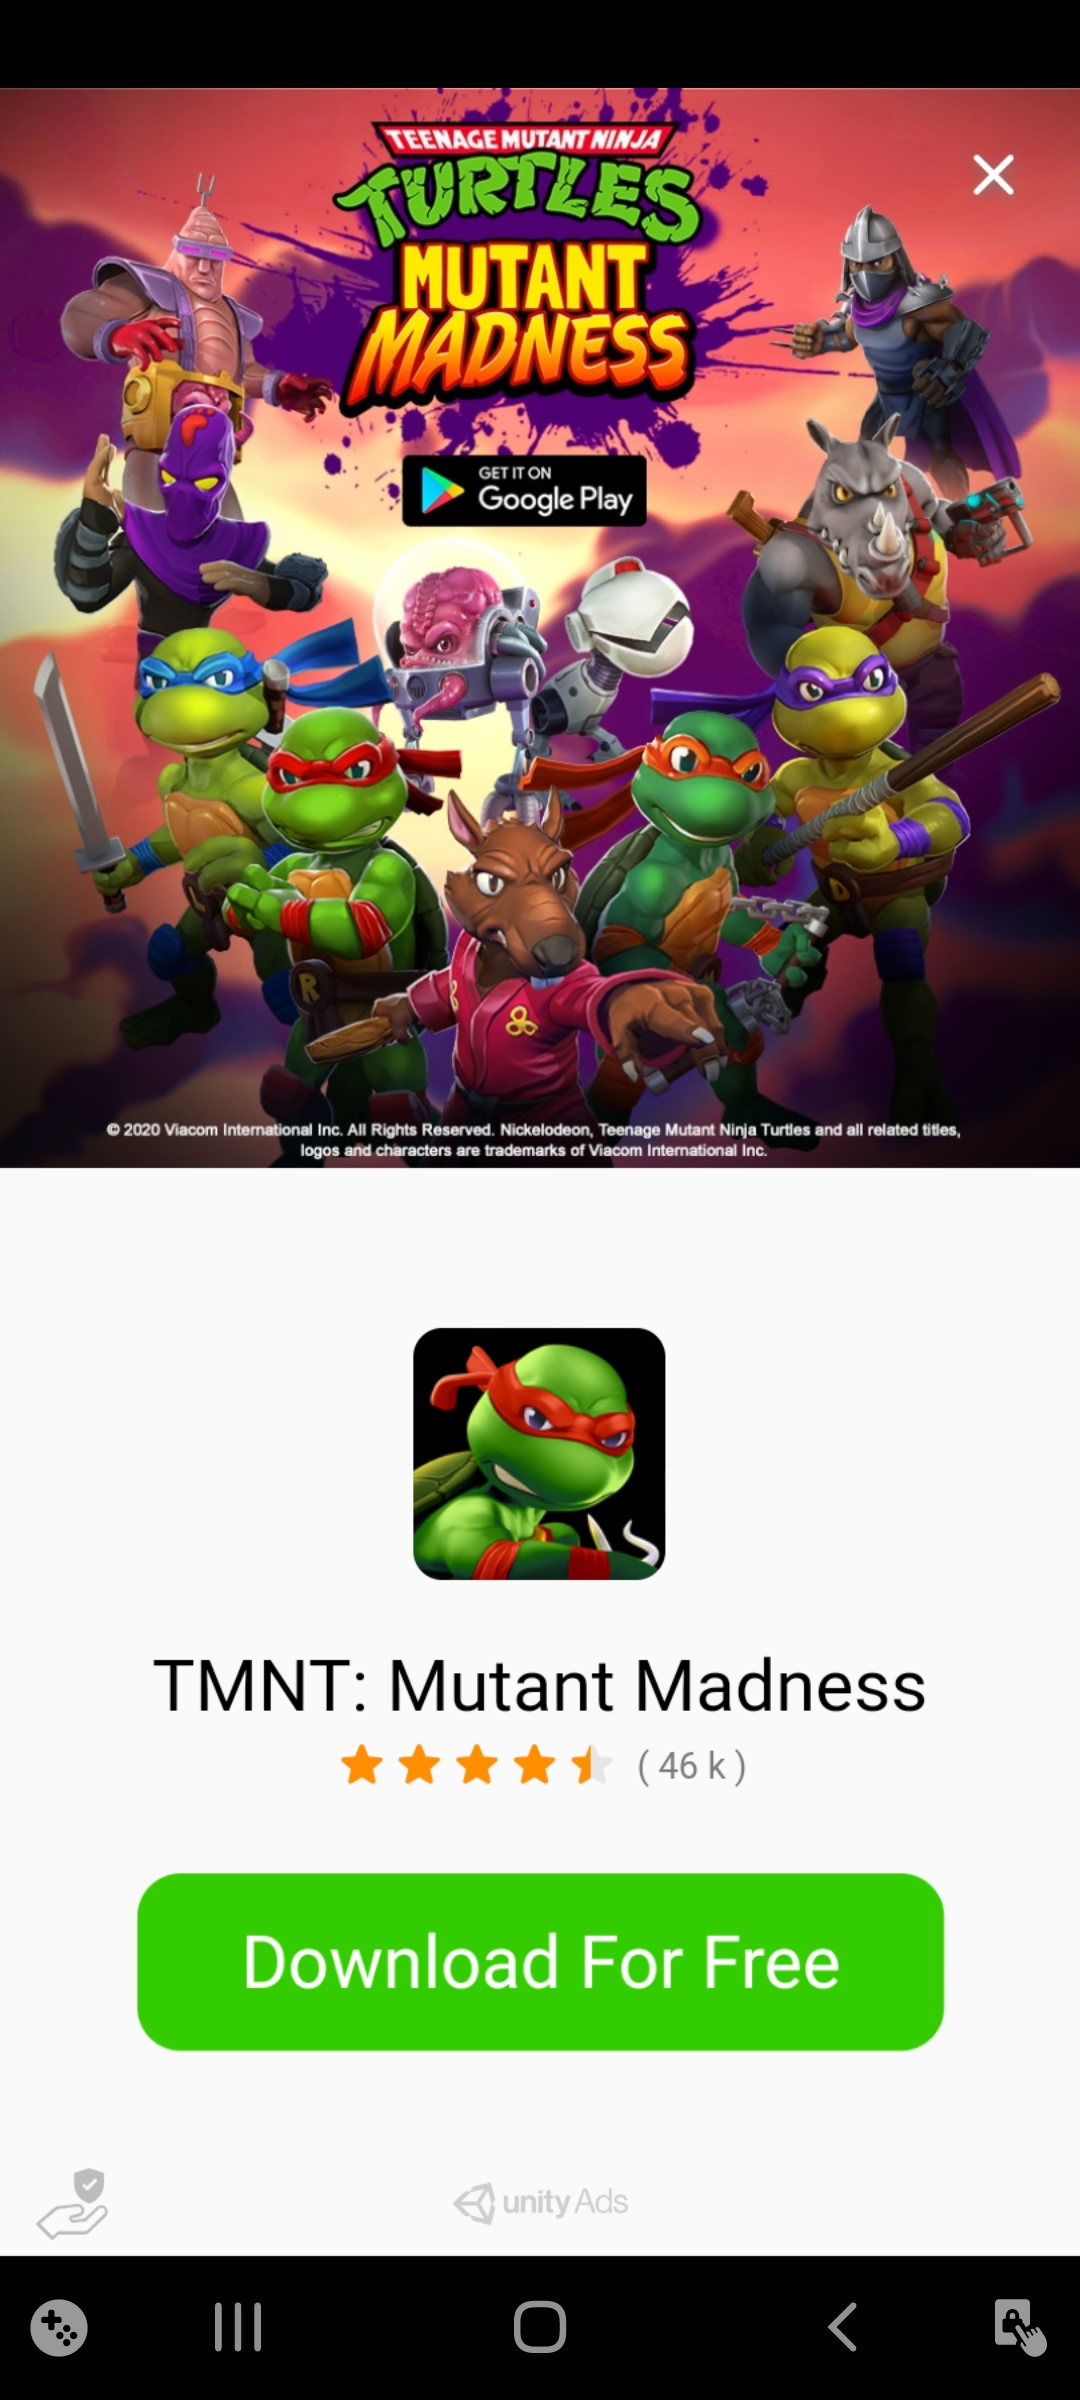 TEENAGE MUTANT NINJA
TURTLES
MUTANT
MADNESS
GET IT ON
Google Play
R
D
© 2020 Viacom International Inc. All Rights Reserved. Nickelodeon, Teenage Mutant Ninja Turtles and all related titles,
logos and characters are trademarks of Viacom International Inc.
TMNT: Mutant Madness
( 46 k )
Download For Free
unity Ads